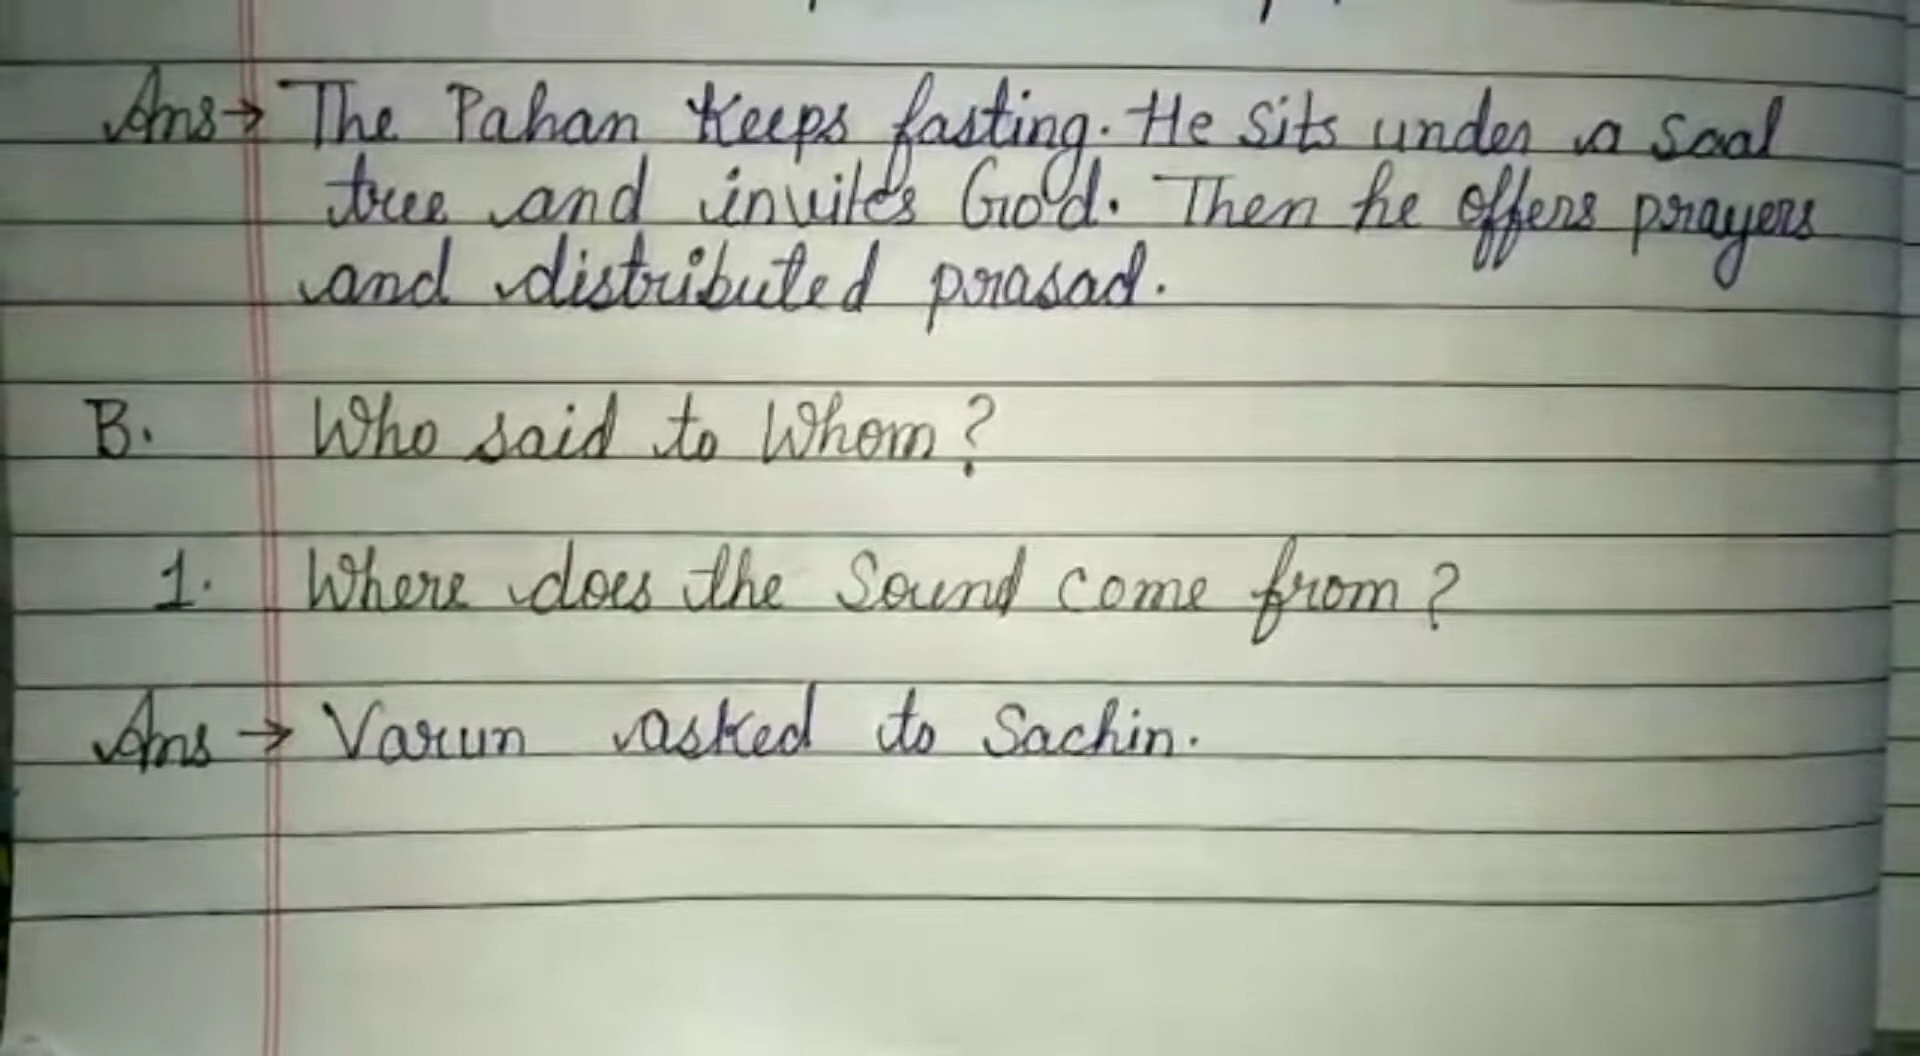 Ans→ The Pahan keeps fasting. He sits under a Saal
tree and invites God. Then he offers prayers
and distributed prasad.
B. Who said to Whom?
1. Where does the Sound come from?
Ans → Varun asked to Sachin.